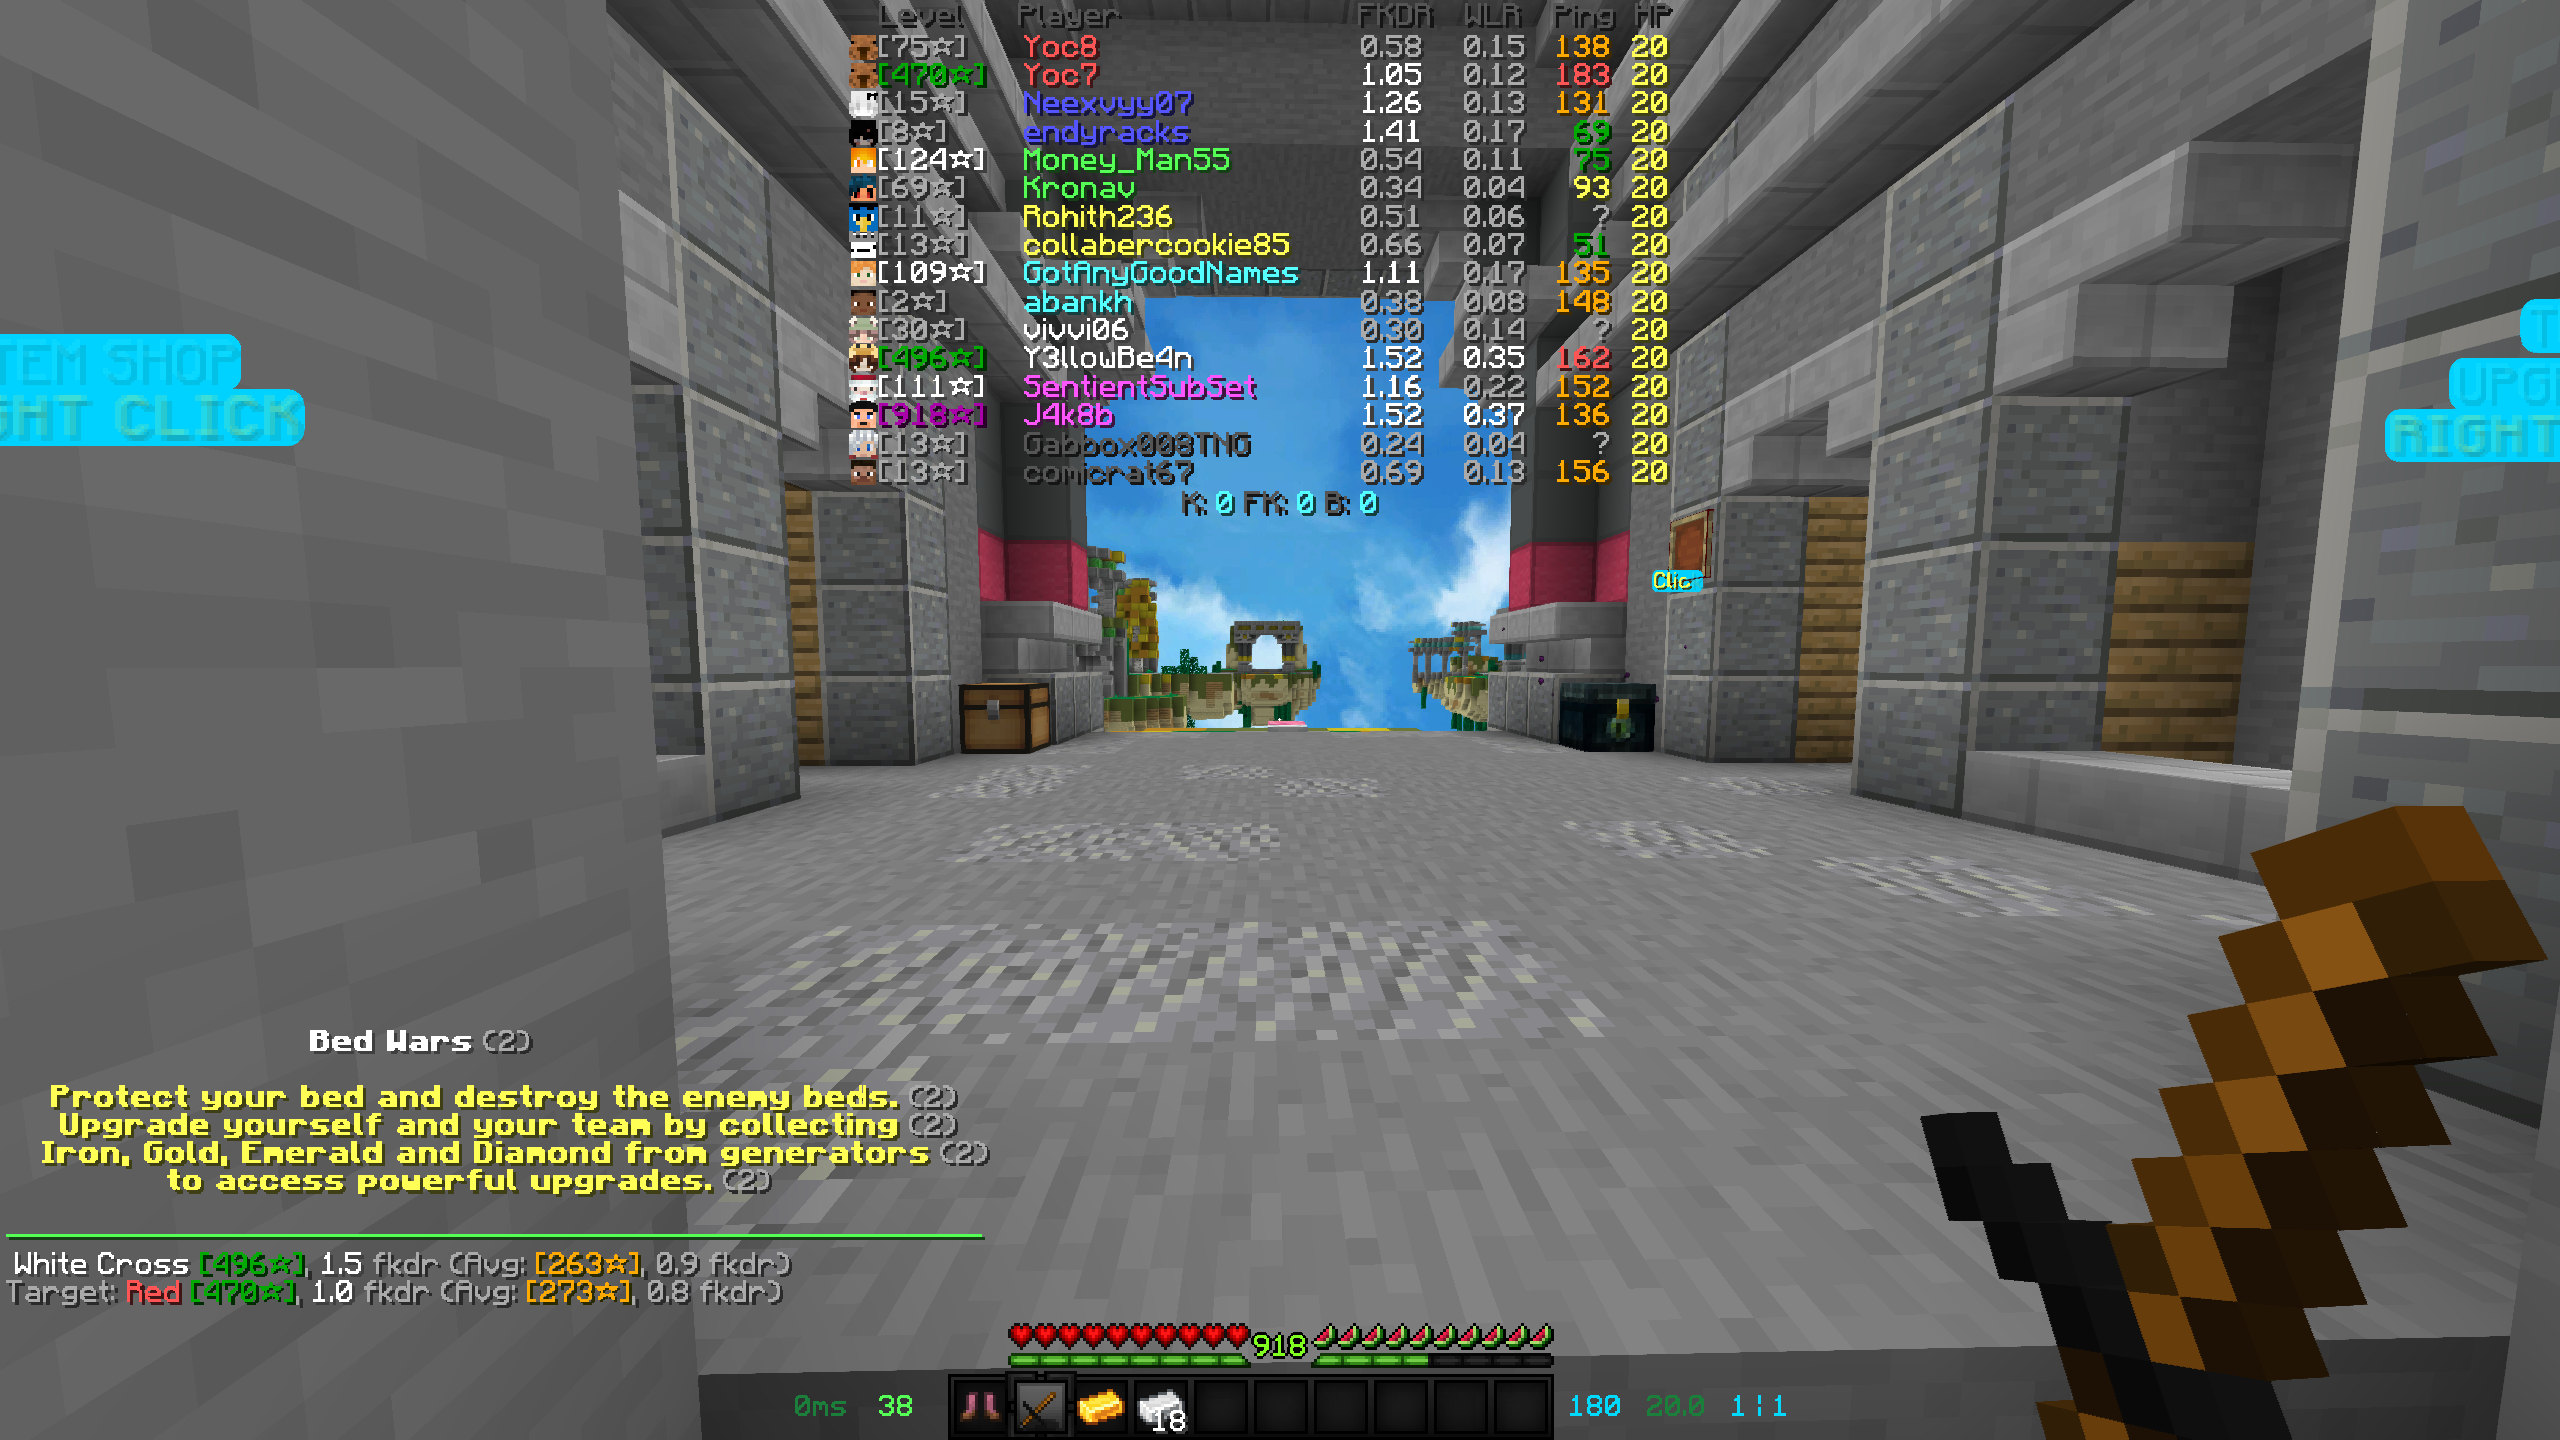 Level Player FKDR WLR Ping HP
[75☆] Yoc8 0.58 0.15 138 20
[470☆] Yoc7 1.05 0.12 183 20
[15☆] Neexvyy07 1.26 0.13 131 20
[8☆] endyracks 1.41 0.17 69 20
[124☆] Money_Man55 0.54 0.11 75 20
[69☆] Kronav 0.34 0.04 93 20
[11☆] Rohith236 0.51 0.06 ? 20
[13☆] collabercookie85 0.66 0.07 51 20
[109☆] GotAnyGoodNames 1.11 0.17 135 20
[2☆] abankh 0.38 0.08 148 20
[30☆] vivvi06 0.30 0.14 ? 20
[496☆] Y3llowBe4n 1.52 0.35 162 20
[111☆] SentientSubSet 1.16 0.22 152 20
[918☆] J4k8b 1.52 0.37 136 20
[13☆] Gabbox008TNG 0.24 0.04 ? 20
[13☆] comicrat67 0.69 0.13 156 20
K: 0 FK: 0 B: 0
TEM SHOP
GHT CLICK
T
UPG
RIGHT
Clic
Bed Wars (2)
Protect your bed and destroy the enemy beds. (2)
Upgrade yourself and your team by collecting (2)
Iron, Gold, Emerald and Diamond from generators (2)
to access powerful upgrades. (2)
White Cross [496☆], 1.5 fkdr (Avg: [263☆], 0.9 fkdr)
Target: Red [470☆], 1.0 fkdr (Avg: [273☆], 0.8 fkdr)
918
0ms 38 18 180 20.0 1¦1